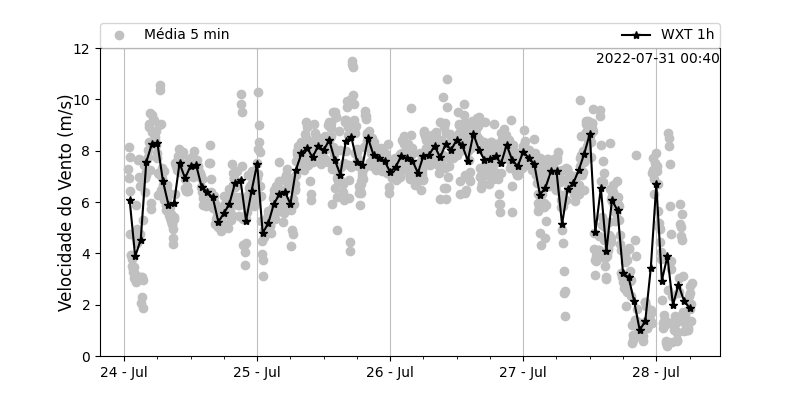 Média 5 min
WXT 1h
2022-07-31 00:40
Velocidade do Vento (m/s)
12
10
8
6
4
2
0
24 - Jul
25 - Jul
26 - Jul
27 - Jul
28 - Jul